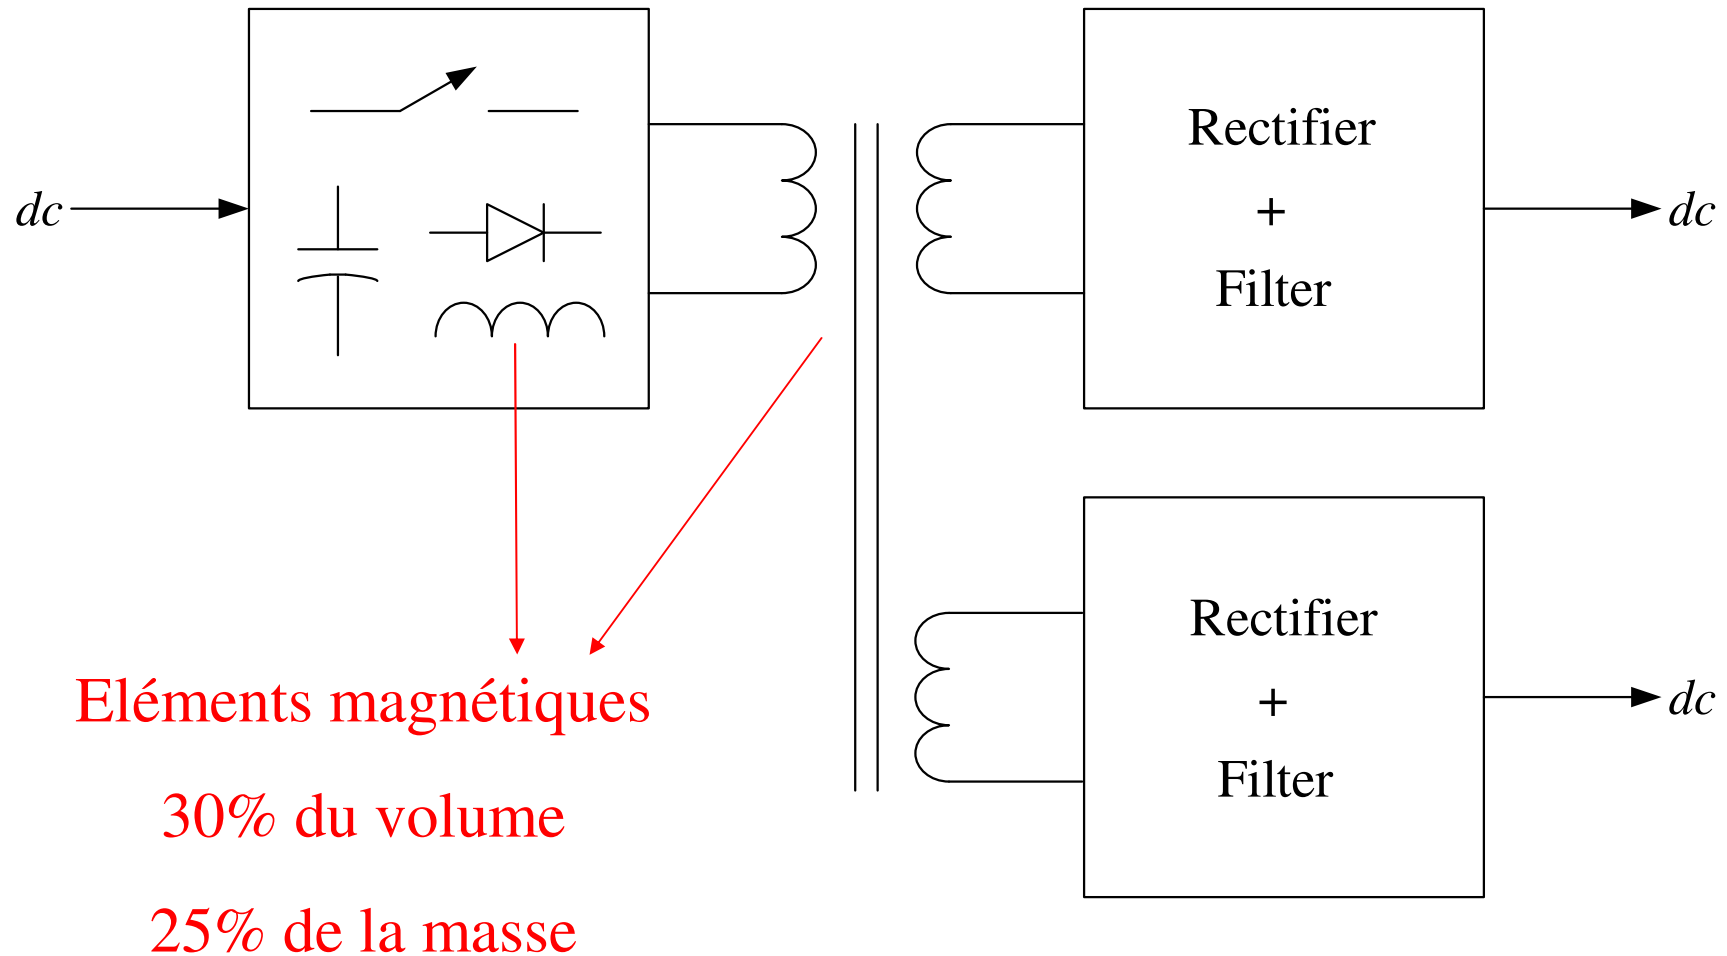 dc
Rectifier
+
Filter
dc
Rectifier
+
Filter
dc
Eléments magnétiques
30% du volume
25% de la masse